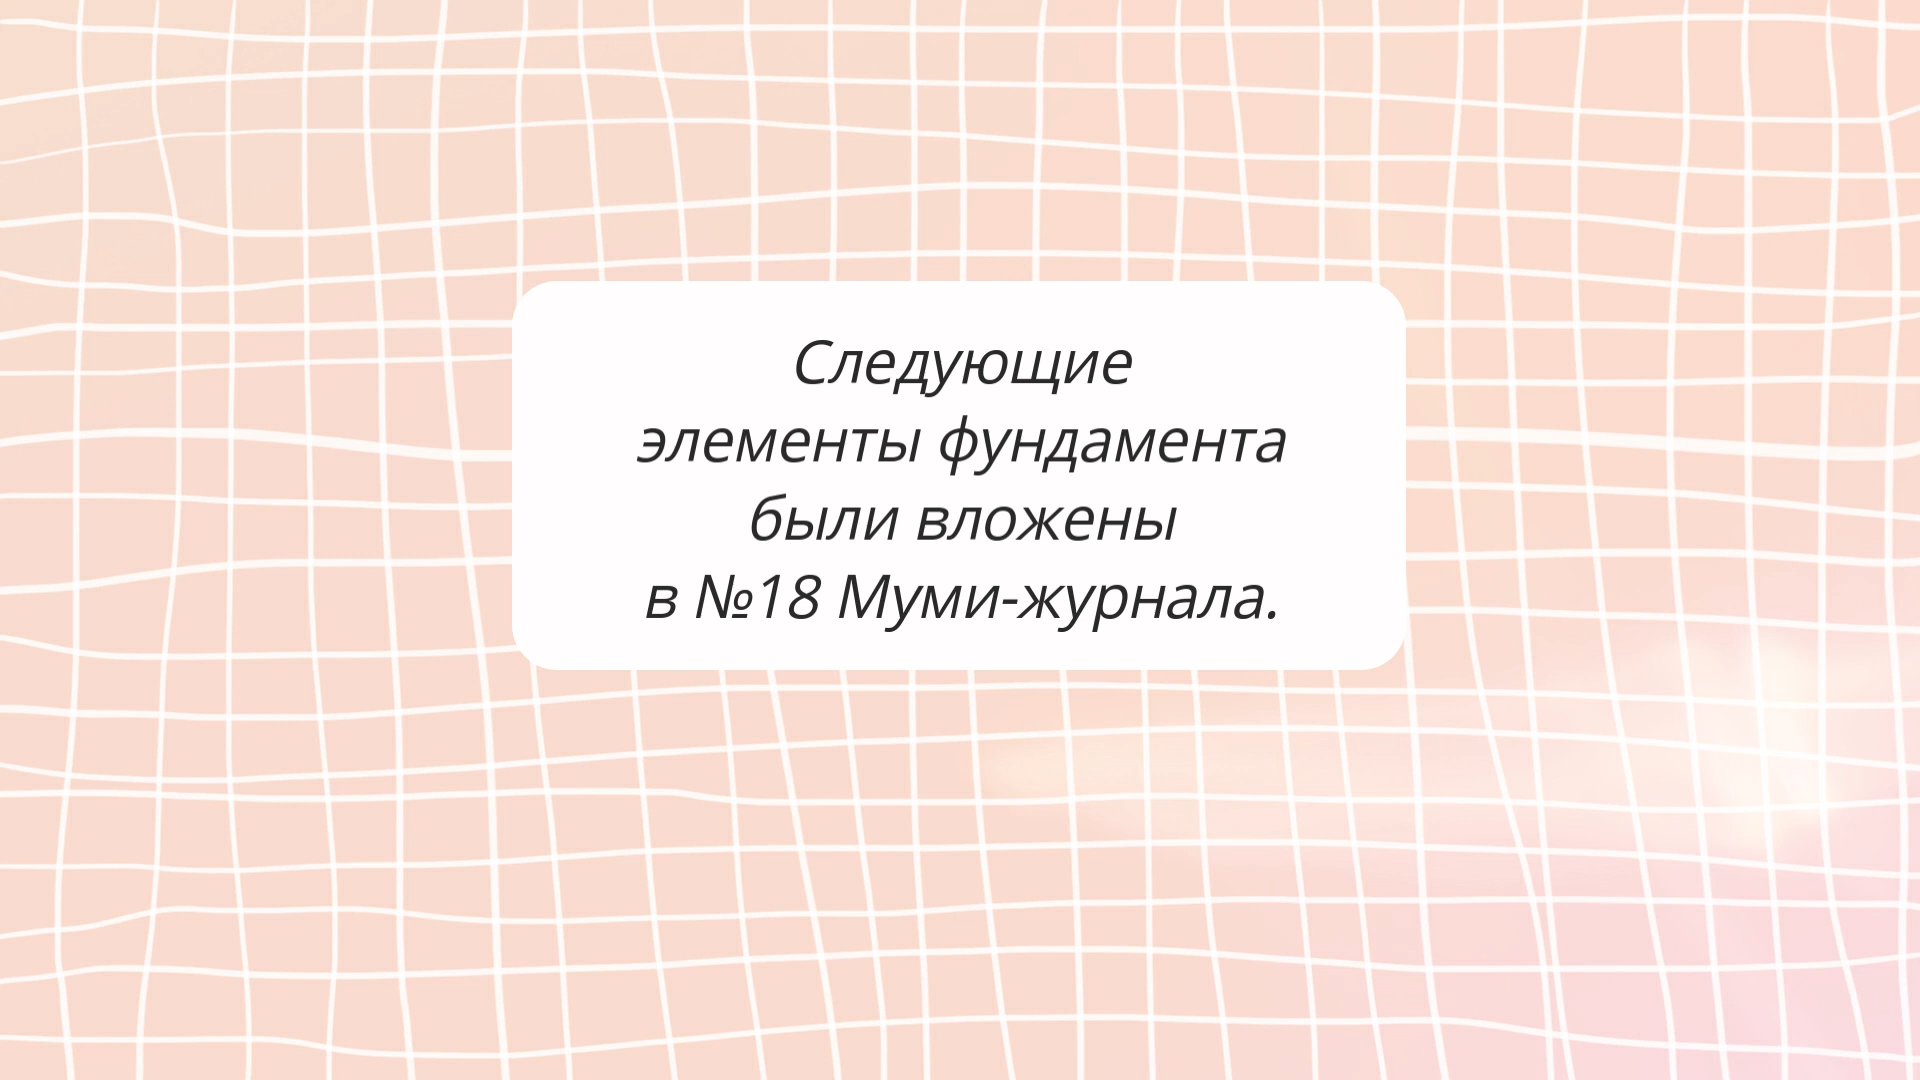 Следующие
элементы фундамента
были вложены
в №18 Муми-журнала.